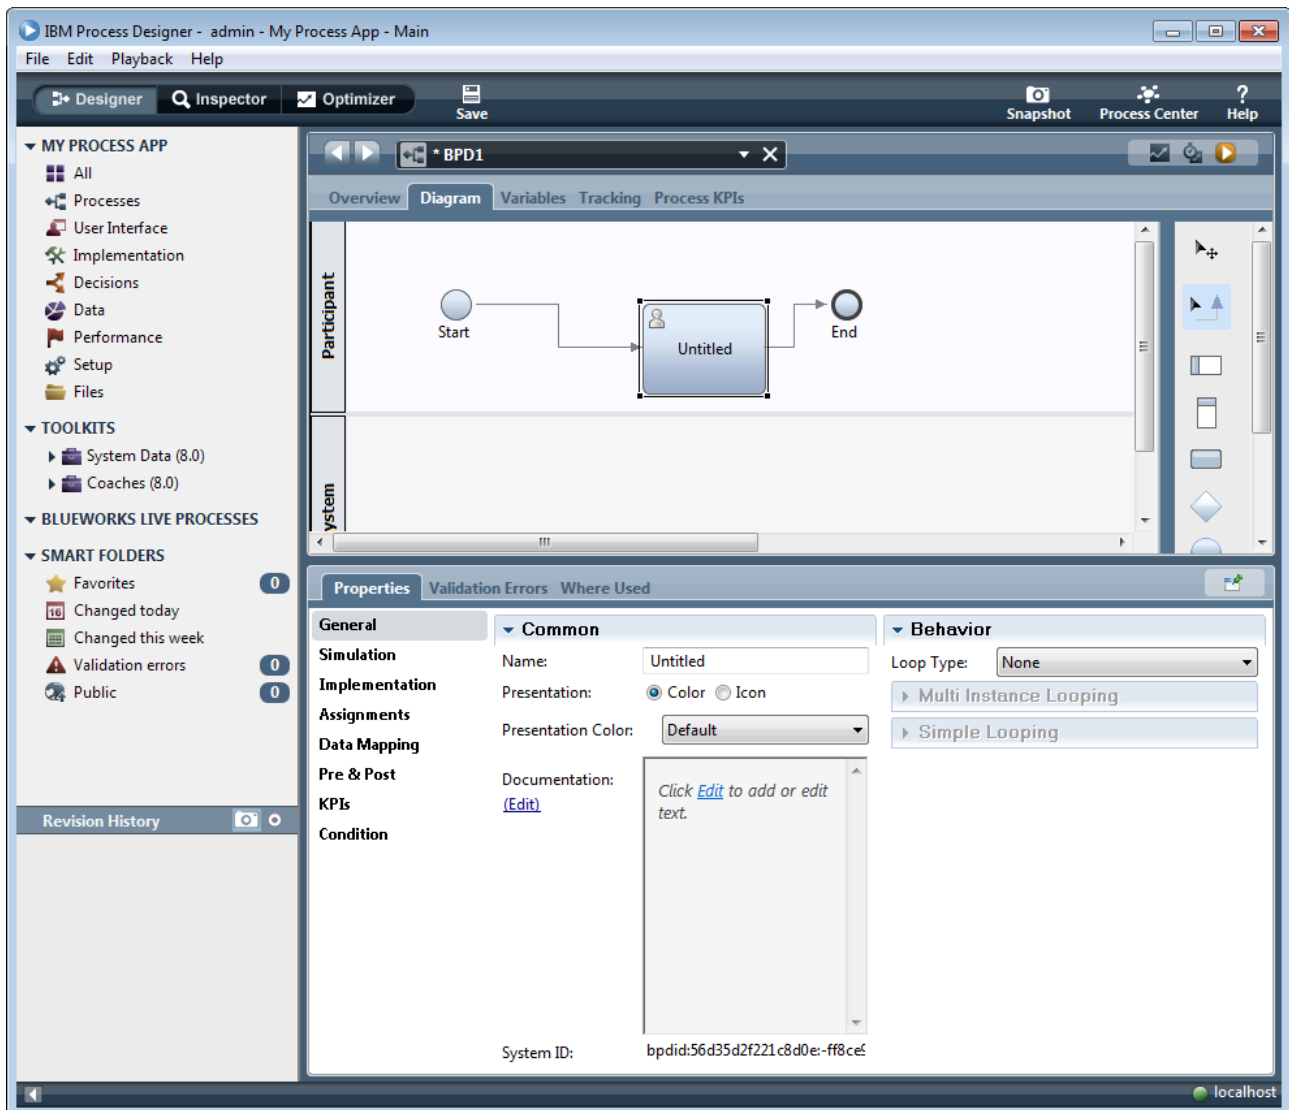 IBM Process Designer - admin - My Process App - Main
File Edit Playback Help
Designer Inspector Optimizer Save Snapshot Process Center Help
MY PROCESS APP
All
Processes
User Interface
Implementation
Decisions
Data
Performance
Setup
Files
TOOLKITS
System Data (8.0)
Coaches (8.0)
BLUEWORKS LIVE PROCESSES
SMART FOLDERS
Favorites 0
Changed today
Changed this week
Validation errors 0
Public 0
Revision History
* BPD1
Overview Diagram Variables Tracking Process KPIs
Participant
Start
Untitled
End
ystem
Properties Validation Errors Where Used
General
Simulation
Implementation
Assignments
Data Mapping
Pre & Post
KPIs
Condition
Common
Name: Untitled
Presentation: Color Icon
Presentation Color: Default
Documentation:
(Edit)
Click Edit to add or edit
text.
System ID: bpdid:56d35d2f221c8d0e:-ff8ce9
Behavior
Loop Type: None
Multi Instance Looping
Simple Looping
localhost